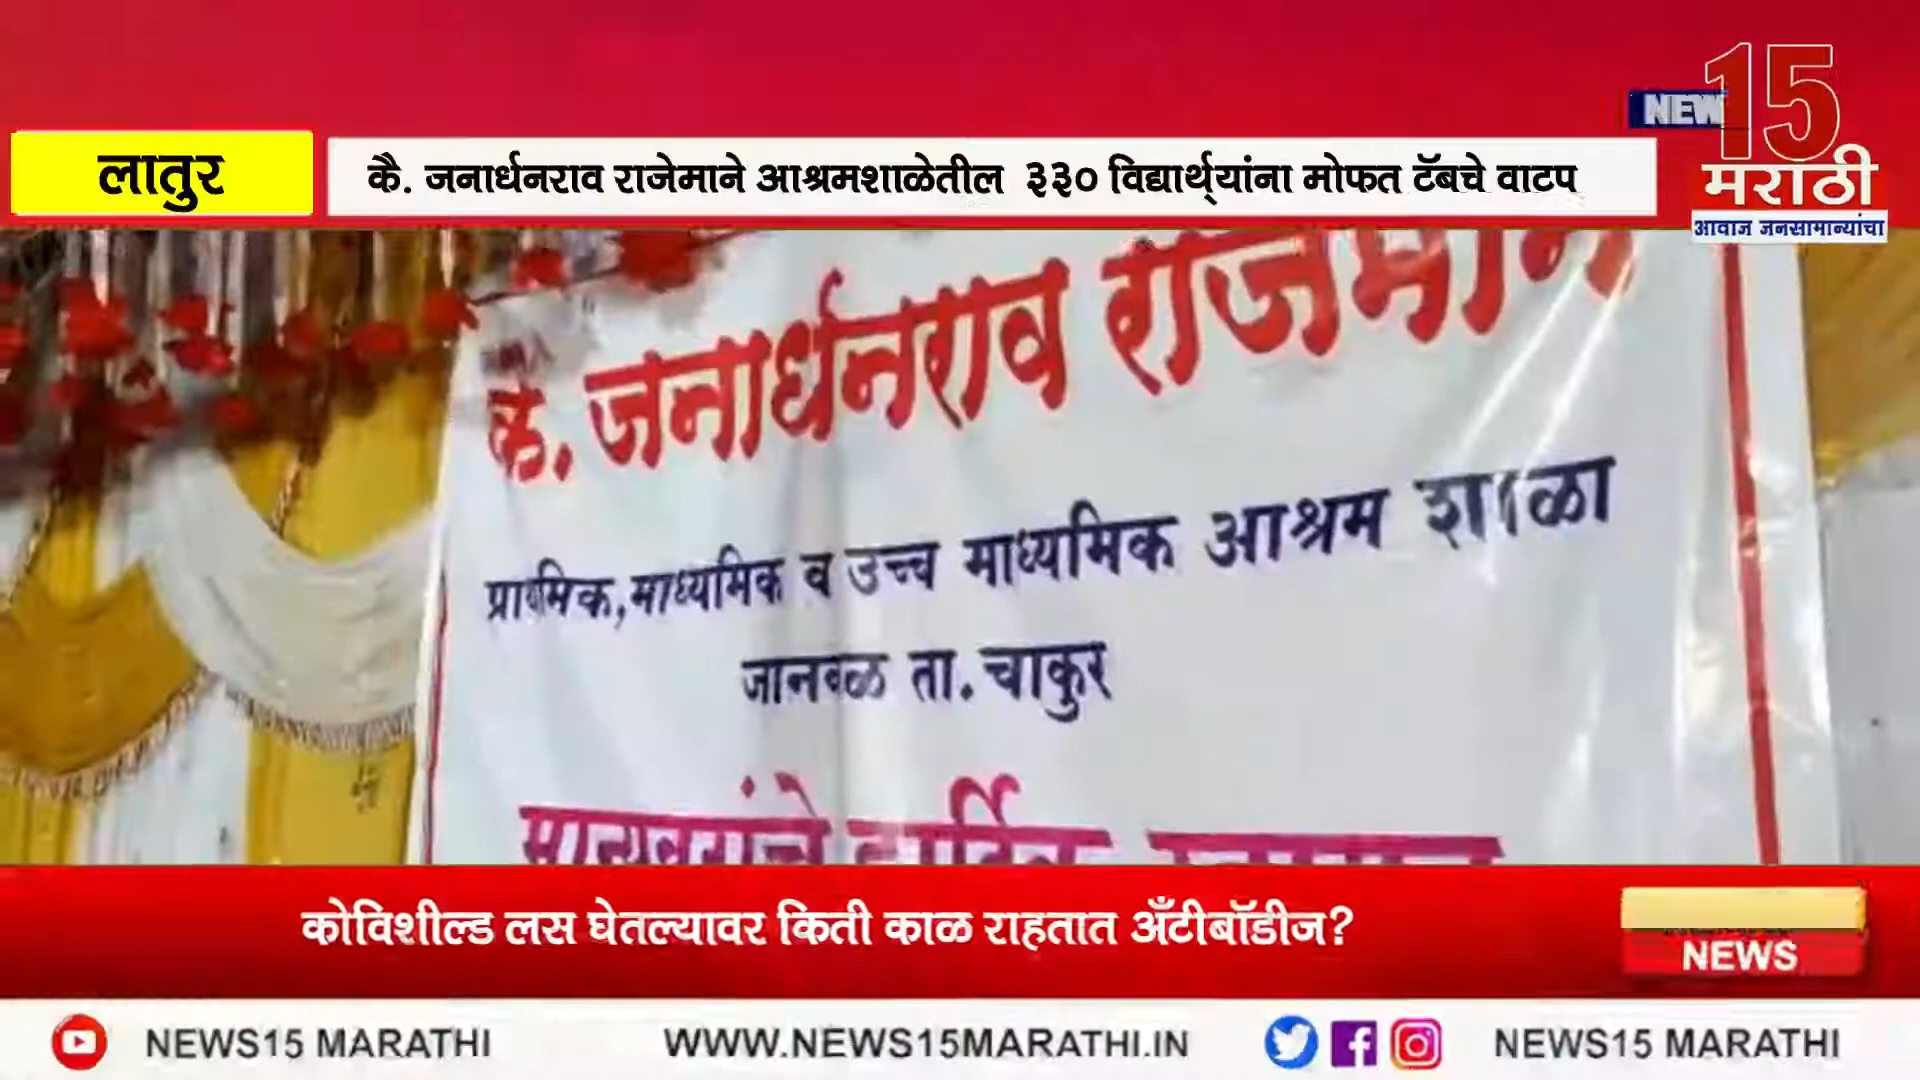 NEW
15
मराठी
आवाज जनसामान्यांचा
लातुर
कै. जनार्धनराव राजेमाने आश्रमशाळेतील ३३० विद्यार्थ्यांना मोफत टॅबचे वाटप
कै. जनार्धनराव राजेमाने
प्राथमिक, माध्यमिक व उच्च माध्यमिक आश्रम शाळा
जानवळ ता. चाकुर
कोविशील्ड लस घेतल्यावर किती काळ राहतात अँटीबॉडीज?
NEWS
NEWS15 MARATHI
WWW.NEWS15MARATHI.IN
NEWS15 MARATHI